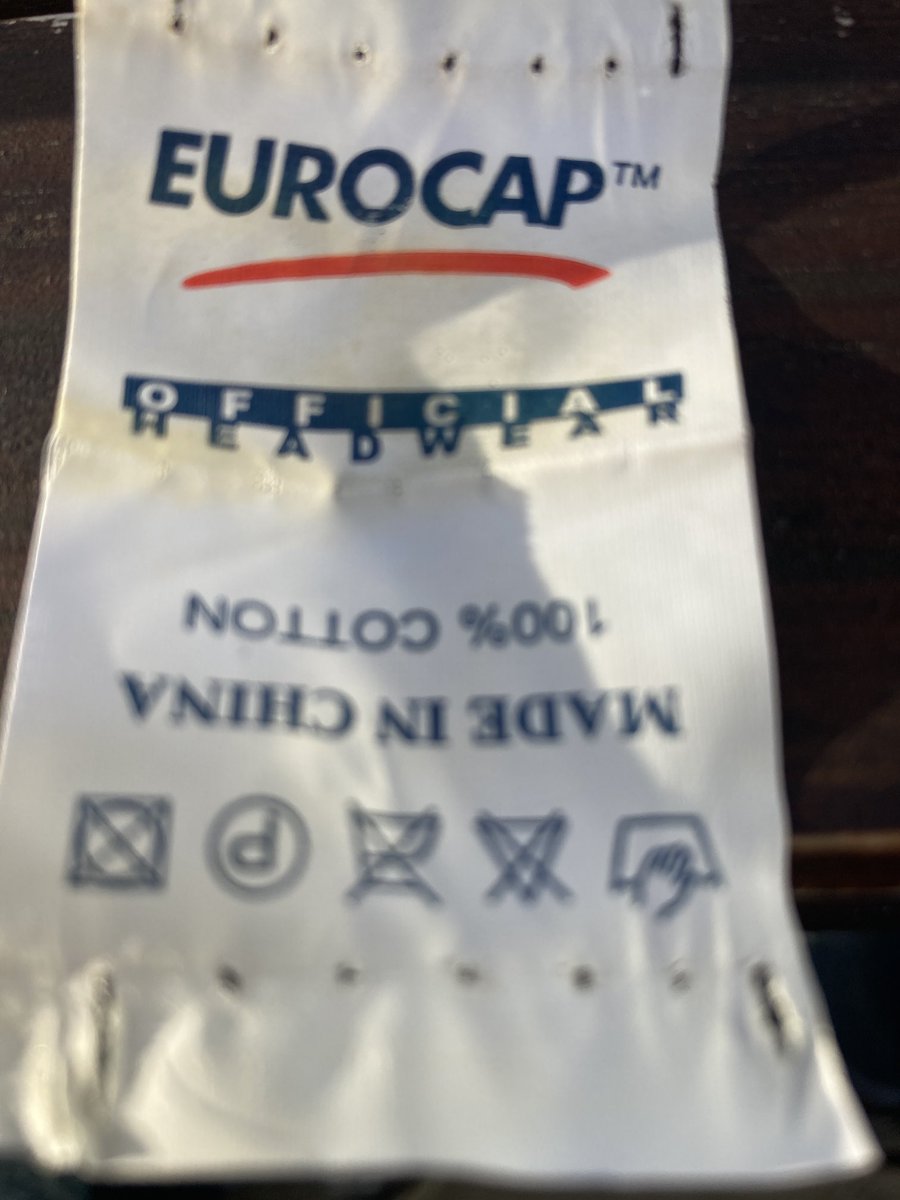 EUROCAP™
OFFICIAL
HEADWEAR
100% COTTON
MADE IN CHINA
P